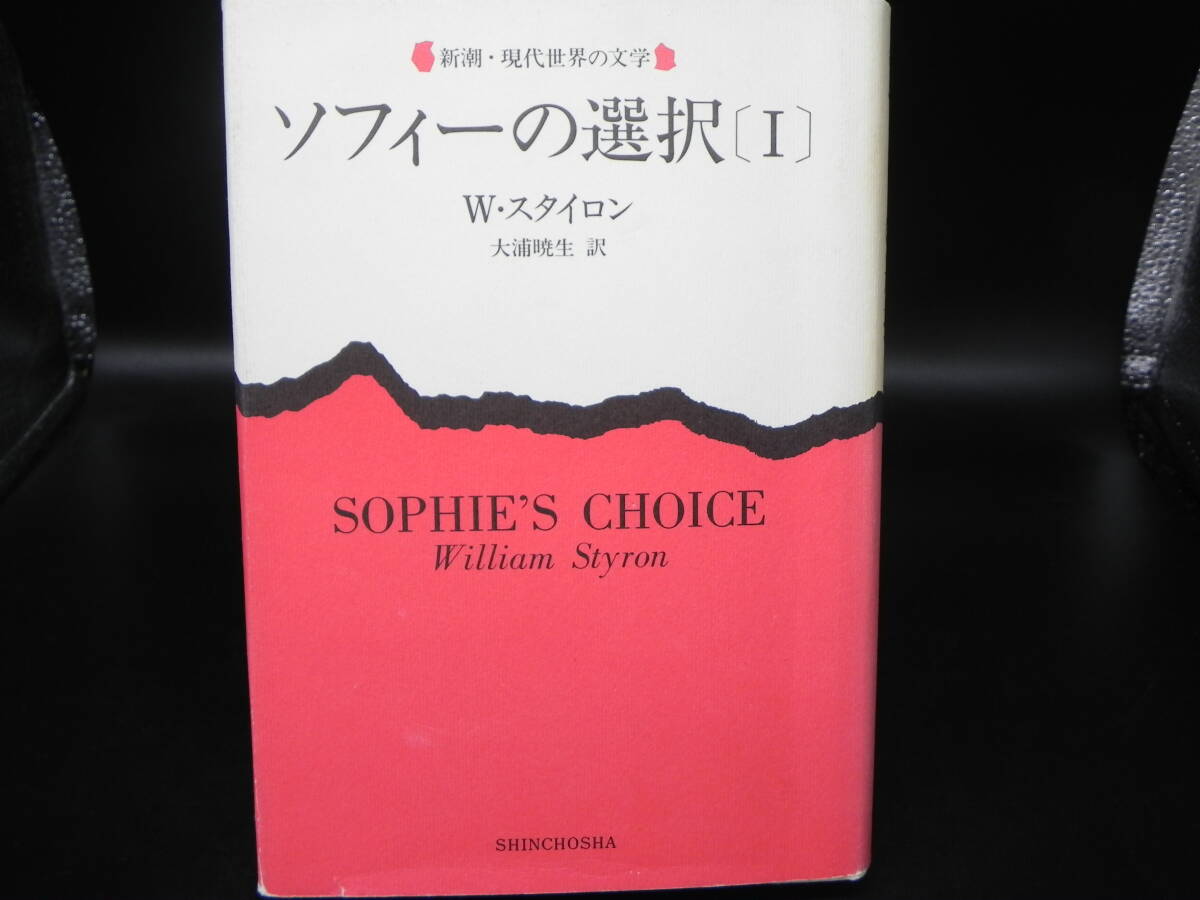 新潮・現代世界の文学
ソフィーの選択〔I〕
W・スタイロン
大浦暁生 訳
SOPHIE'S CHOICE
William Styron
SHINCHOSHA